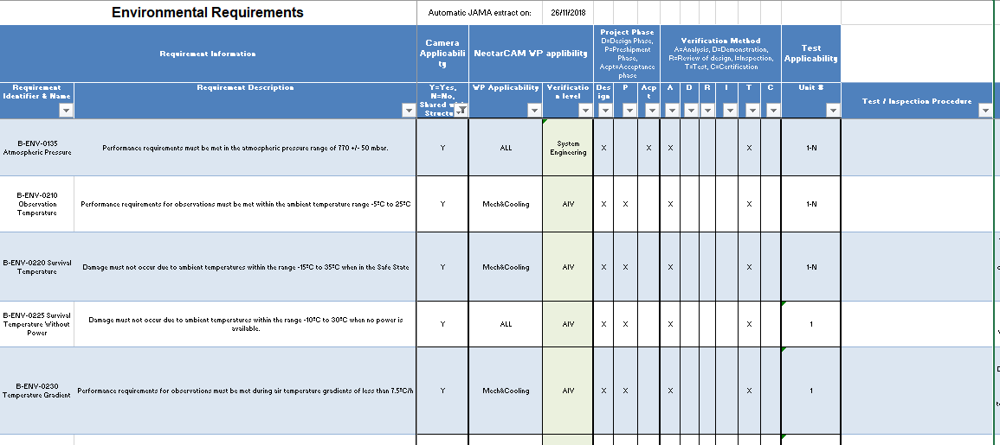 Environmental Requirements
Automatic JAMA extract on:
26/11/2018
Requirement Information
Camera
Applicabili
ty
NectarCAM WP applibility
Project Phase
D=Design Phase,
P=Preshipment
Phase,
Acpt=Acceptance
phase
Verification Method
A=Analysis, D=Demonstration,
R=Review of design, I=Inspection,
T=Test, C=Certification
Test
Applicability
Requirement
Identifier & Name
Requirement Description
Y=Yes,
N=No,
Shared wi
Structu
WP Applicability
Verificatio
n level
Des
ign
P
Acp
t
A
D
R
I
T
C
Unit #
Test / Inspection Procedure
B-ENV-0135
Atmospheric Pressure
Performance requirements must be met in the atmospheric pressure range of 770 +/- 50 mbar.
Y
ALL
System
Engineering
X
X
X
X
1-N
B-ENV-0210
Observation
Temperature
Performance requirements for observations must be met within the ambient temperature range -5ºC to 25ºC
Y
Mech&Cooling
AIV
X
X
X
X
1-N
B-ENV-0220 Survival
Temperature
Damage must not occur due to ambient temperatures within the range -15ºC to 35ºC when in the Safe State
Y
Mech&Cooling
AIV
X
X
X
X
1-N
B-ENV-0225 Survival
Temperature Without
Power
Damage must not occur due to ambient temperatures within the range -10ºC to 30ºC when no power is
available.
Y
ALL
AIV
X
X
X
X
1
B-ENV-0230
Temperature Gradient
Performance requirements for observations must be met during air temperature gradients of less than 7.5ºC/h
Y
Mech&Cooling
AIV
X
X
X
X
1